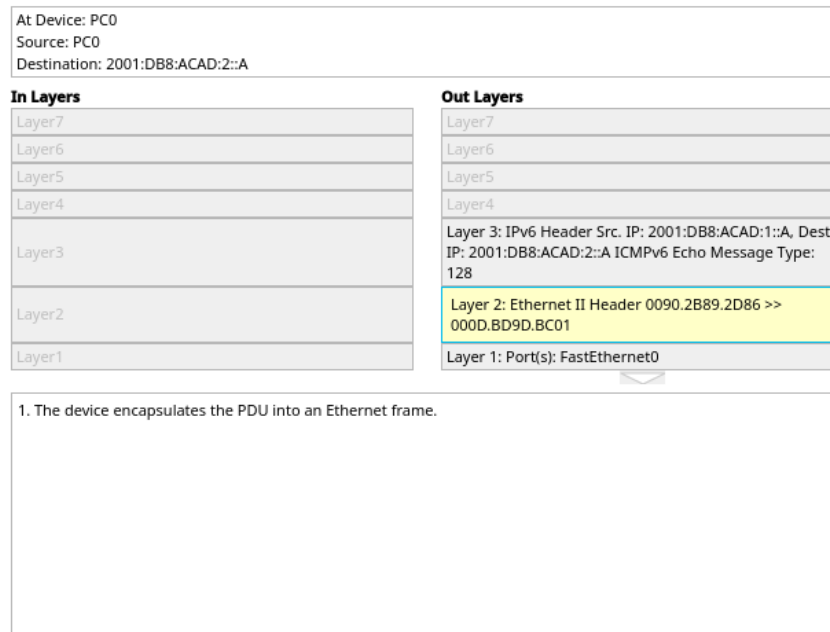 At Device: PC0
Source: PC0
Destination: 2001:DB8:ACAD:2::A
In Layers
Layer7
Layer6
Layer5
Layer4
Layer3
Layer2
Layer1
Out Layers
Layer7
Layer6
Layer5
Layer4
Layer 3: IPv6 Header Src. IP: 2001:DB8:ACAD:1::A, Dest
IP: 2001:DB8:ACAD:2::A ICMPv6 Echo Message Type:
128
Layer 2: Ethernet II Header 0090.2B89.2D86 >>
000D.BD9D.BC01
Layer 1: Port(s): FastEthernet0
1. The device encapsulates the PDU into an Ethernet frame.